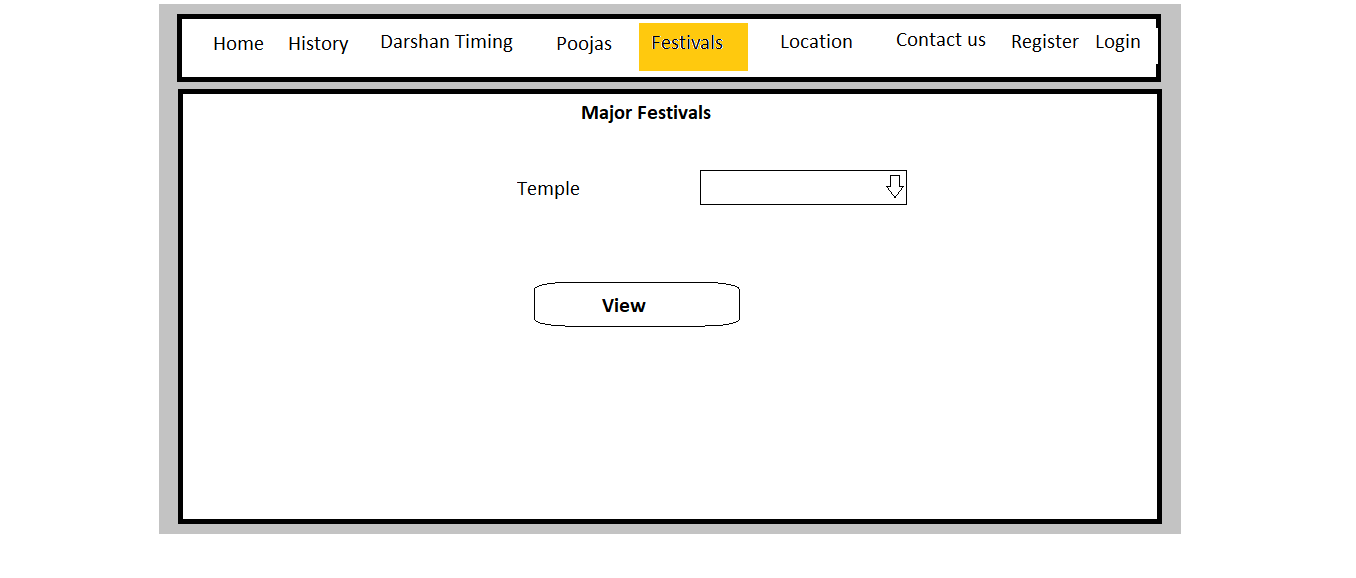 Home History Darshan Timing Poojas Festivals Location Contact us Register Login
Major Festivals
Temple
View